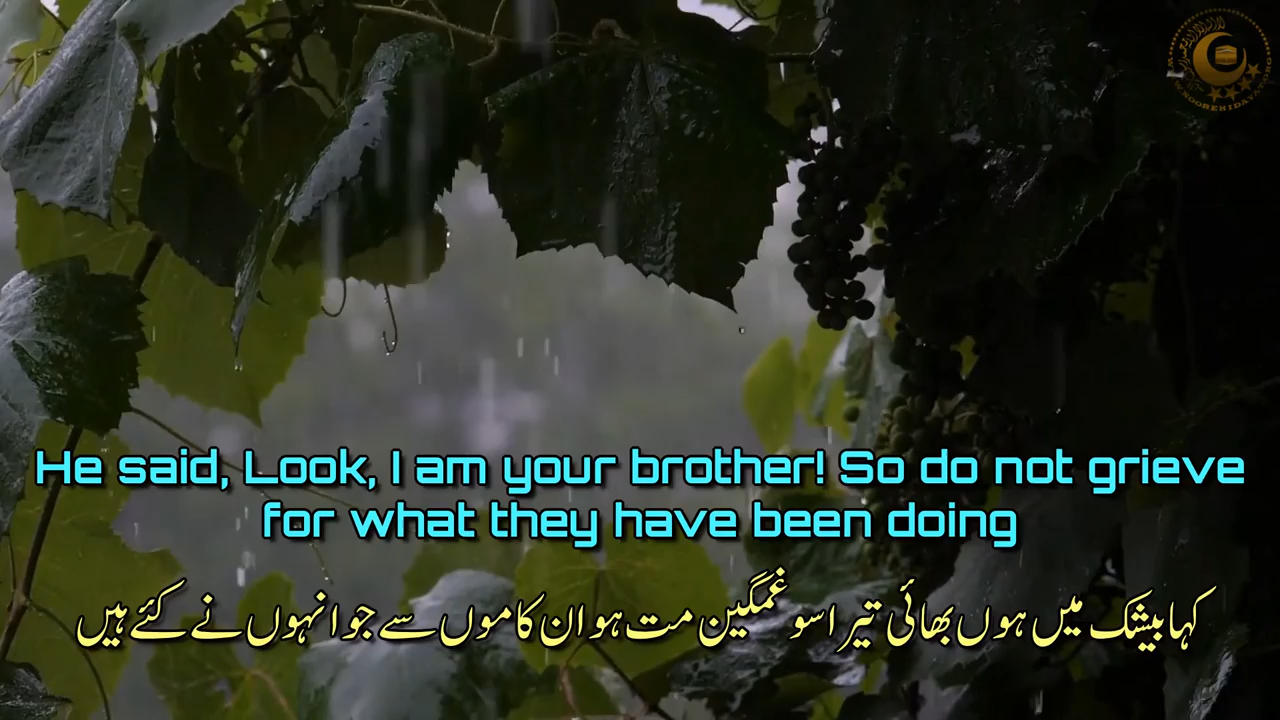 He said, Look, I am your brother! So do not grieve
for what they have been doing
کہا بیشک میں ہوں بھائی تیرا سو غمگین مت ہو ان کاموں سے جو انہوں نے کئے ہیں